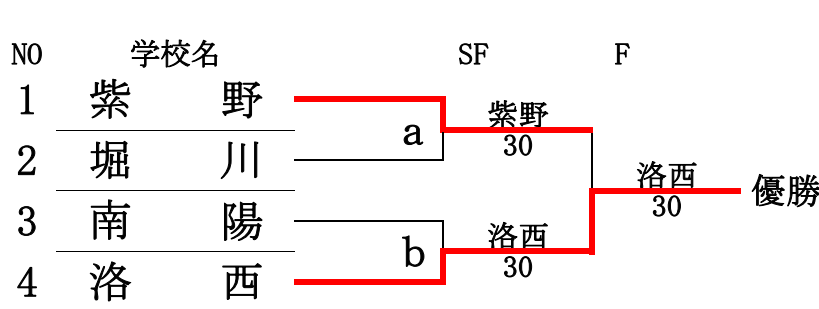 NO 学校名 SF F
1 紫野
紫野
a 30
2 堀川
洛西 優勝
30
3 南陽
洛西
b 30
4 洛西